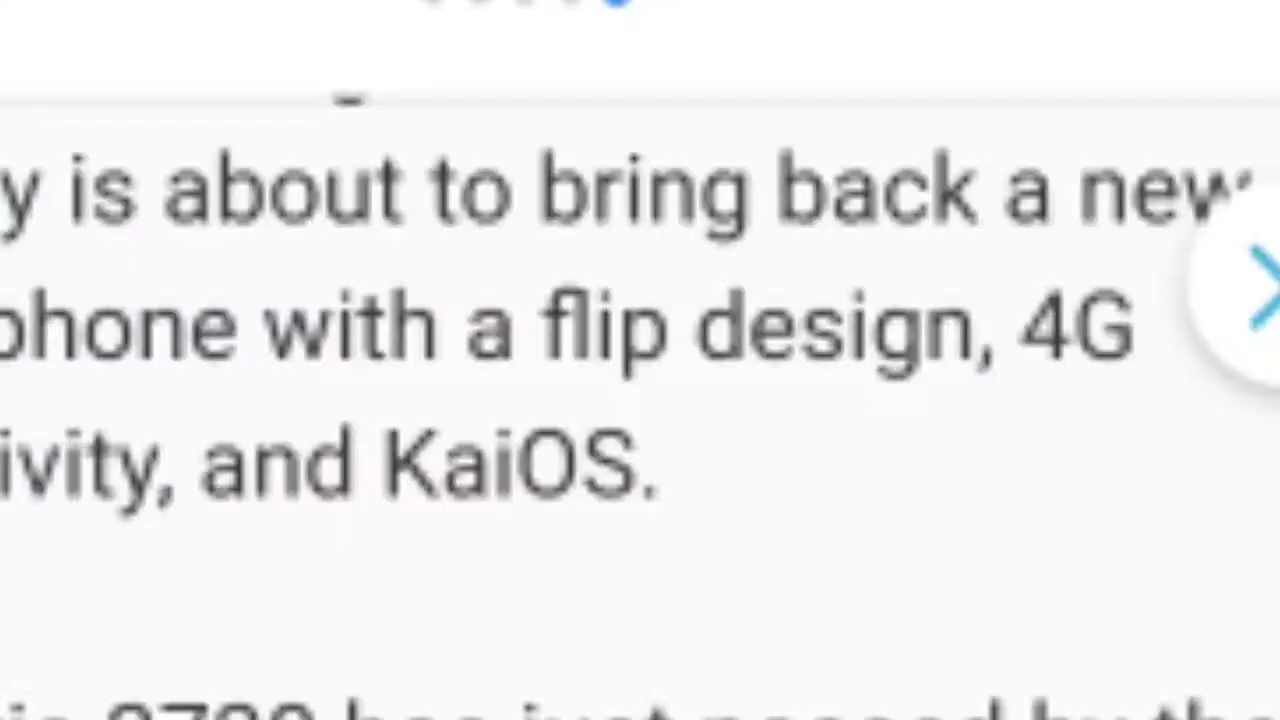 y is about to bring back a new
phone with a flip design, 4G
ivity, and KaiOS.